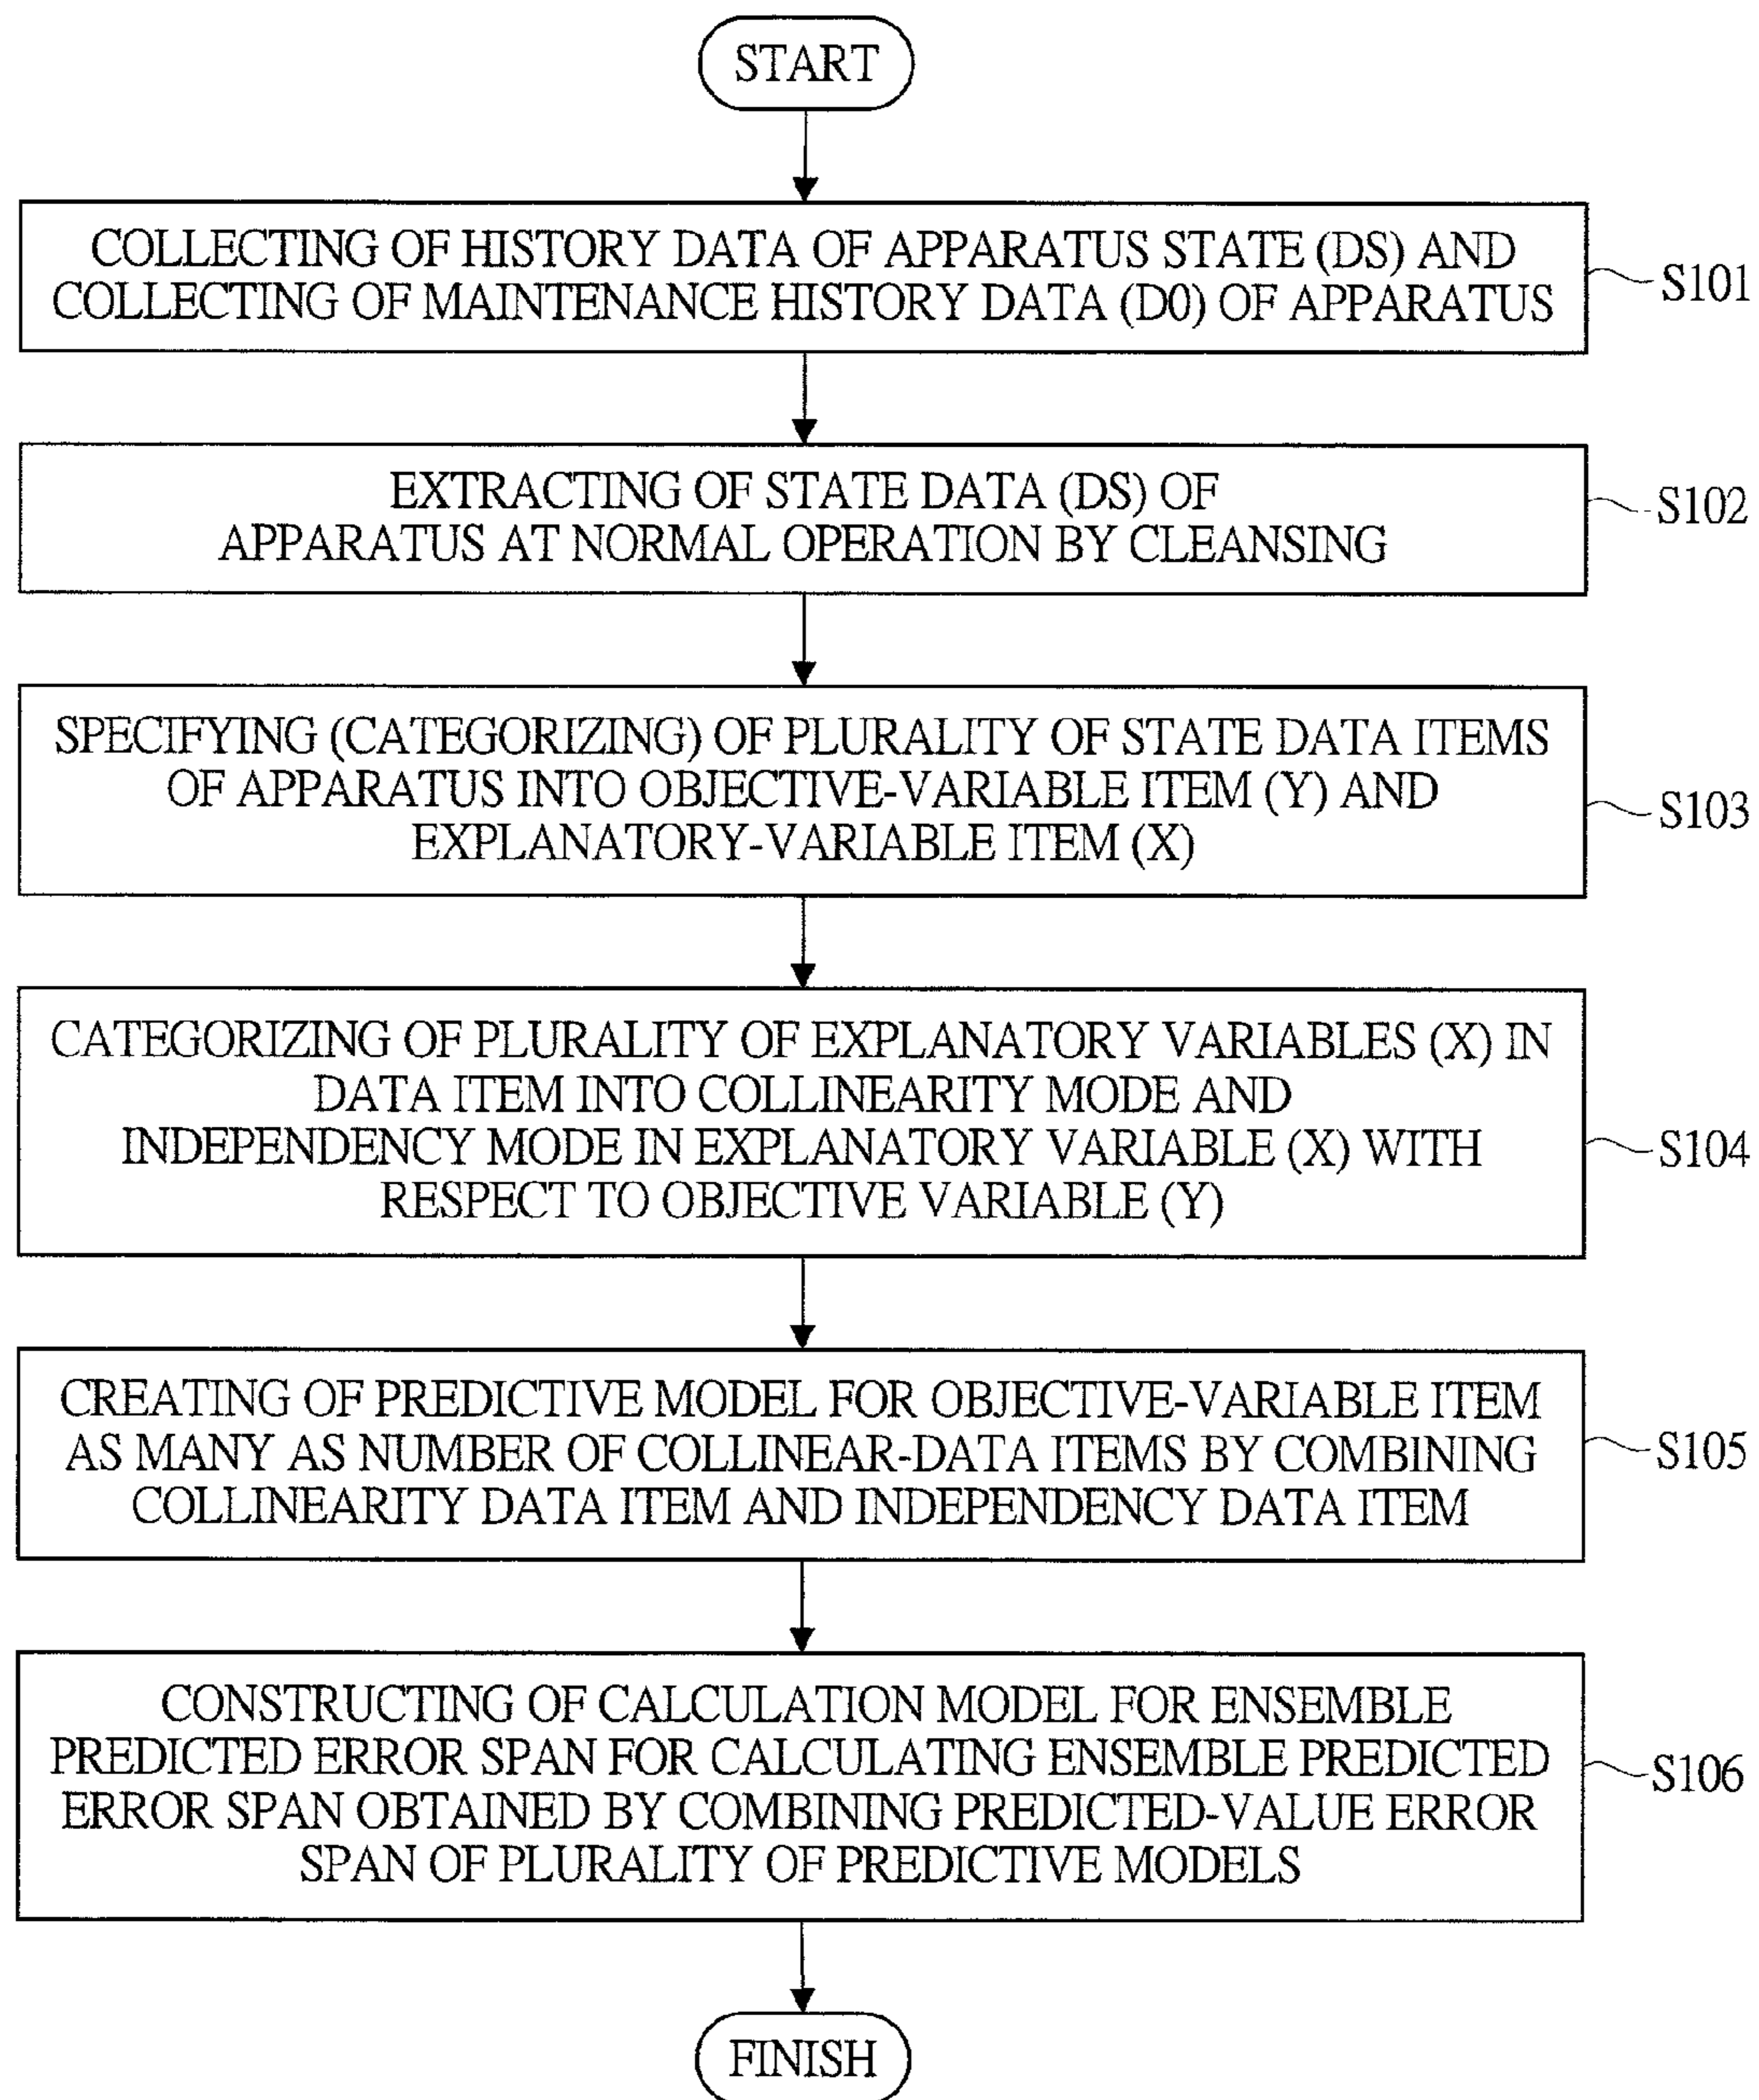 START
COLLECTING OF HISTORY DATA OF APPARATUS STATE (DS) AND
COLLECTING OF MAINTENANCE HISTORY DATA (D0) OF APPARATUS
S101
EXTRACTING OF STATE DATA (DS) OF
APPARATUS AT NORMAL OPERATION BY CLEANSING
S102
SPECIFYING (CATEGORIZING) OF PLURALITY OF STATE DATA ITEMS
OF APPARATUS INTO OBJECTIVE-VARIABLE ITEM (Y) AND
EXPLANATORY-VARIABLE ITEM (X)
S103
CATEGORIZING OF PLURALITY OF EXPLANATORY VARIABLES (X) IN
DATA ITEM INTO COLLINEARITY MODE AND
INDEPENDENCY MODE IN EXPLANATORY VARIABLE (X) WITH
RESPECT TO OBJECTIVE VARIABLE (Y)
S104
CREATING OF PREDICTIVE MODEL FOR OBJECTIVE-VARIABLE ITEM
AS MANY AS NUMBER OF COLLINEAR-DATA ITEMS BY COMBINING
COLLINEARITY DATA ITEM AND INDEPENDENCY DATA ITEM
S105
CONSTRUCTING OF CALCULATION MODEL FOR ENSEMBLE
PREDICTED ERROR SPAN FOR CALCULATING ENSEMBLE PREDICTED
ERROR SPAN OBTAINED BY COMBINING PREDICTED-VALUE ERROR
SPAN OF PLURALITY OF PREDICTIVE MODELS
S106
FINISH